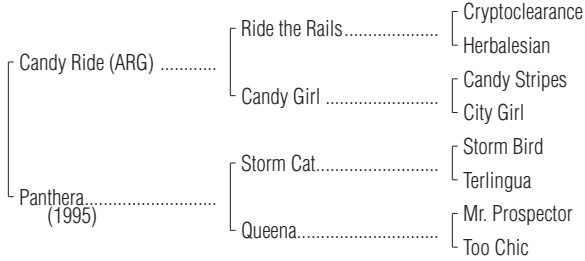 Cryptoclearance
Ride the Rails....................
Herbalesian
Candy Ride (ARG) ............
Candy Stripes
Candy Girl ........................
City Girl
Storm Bird
Storm Cat..........................
Terlingua
Panthera............................
(1995)
Mr. Prospector
Queena..............................
Too Chic